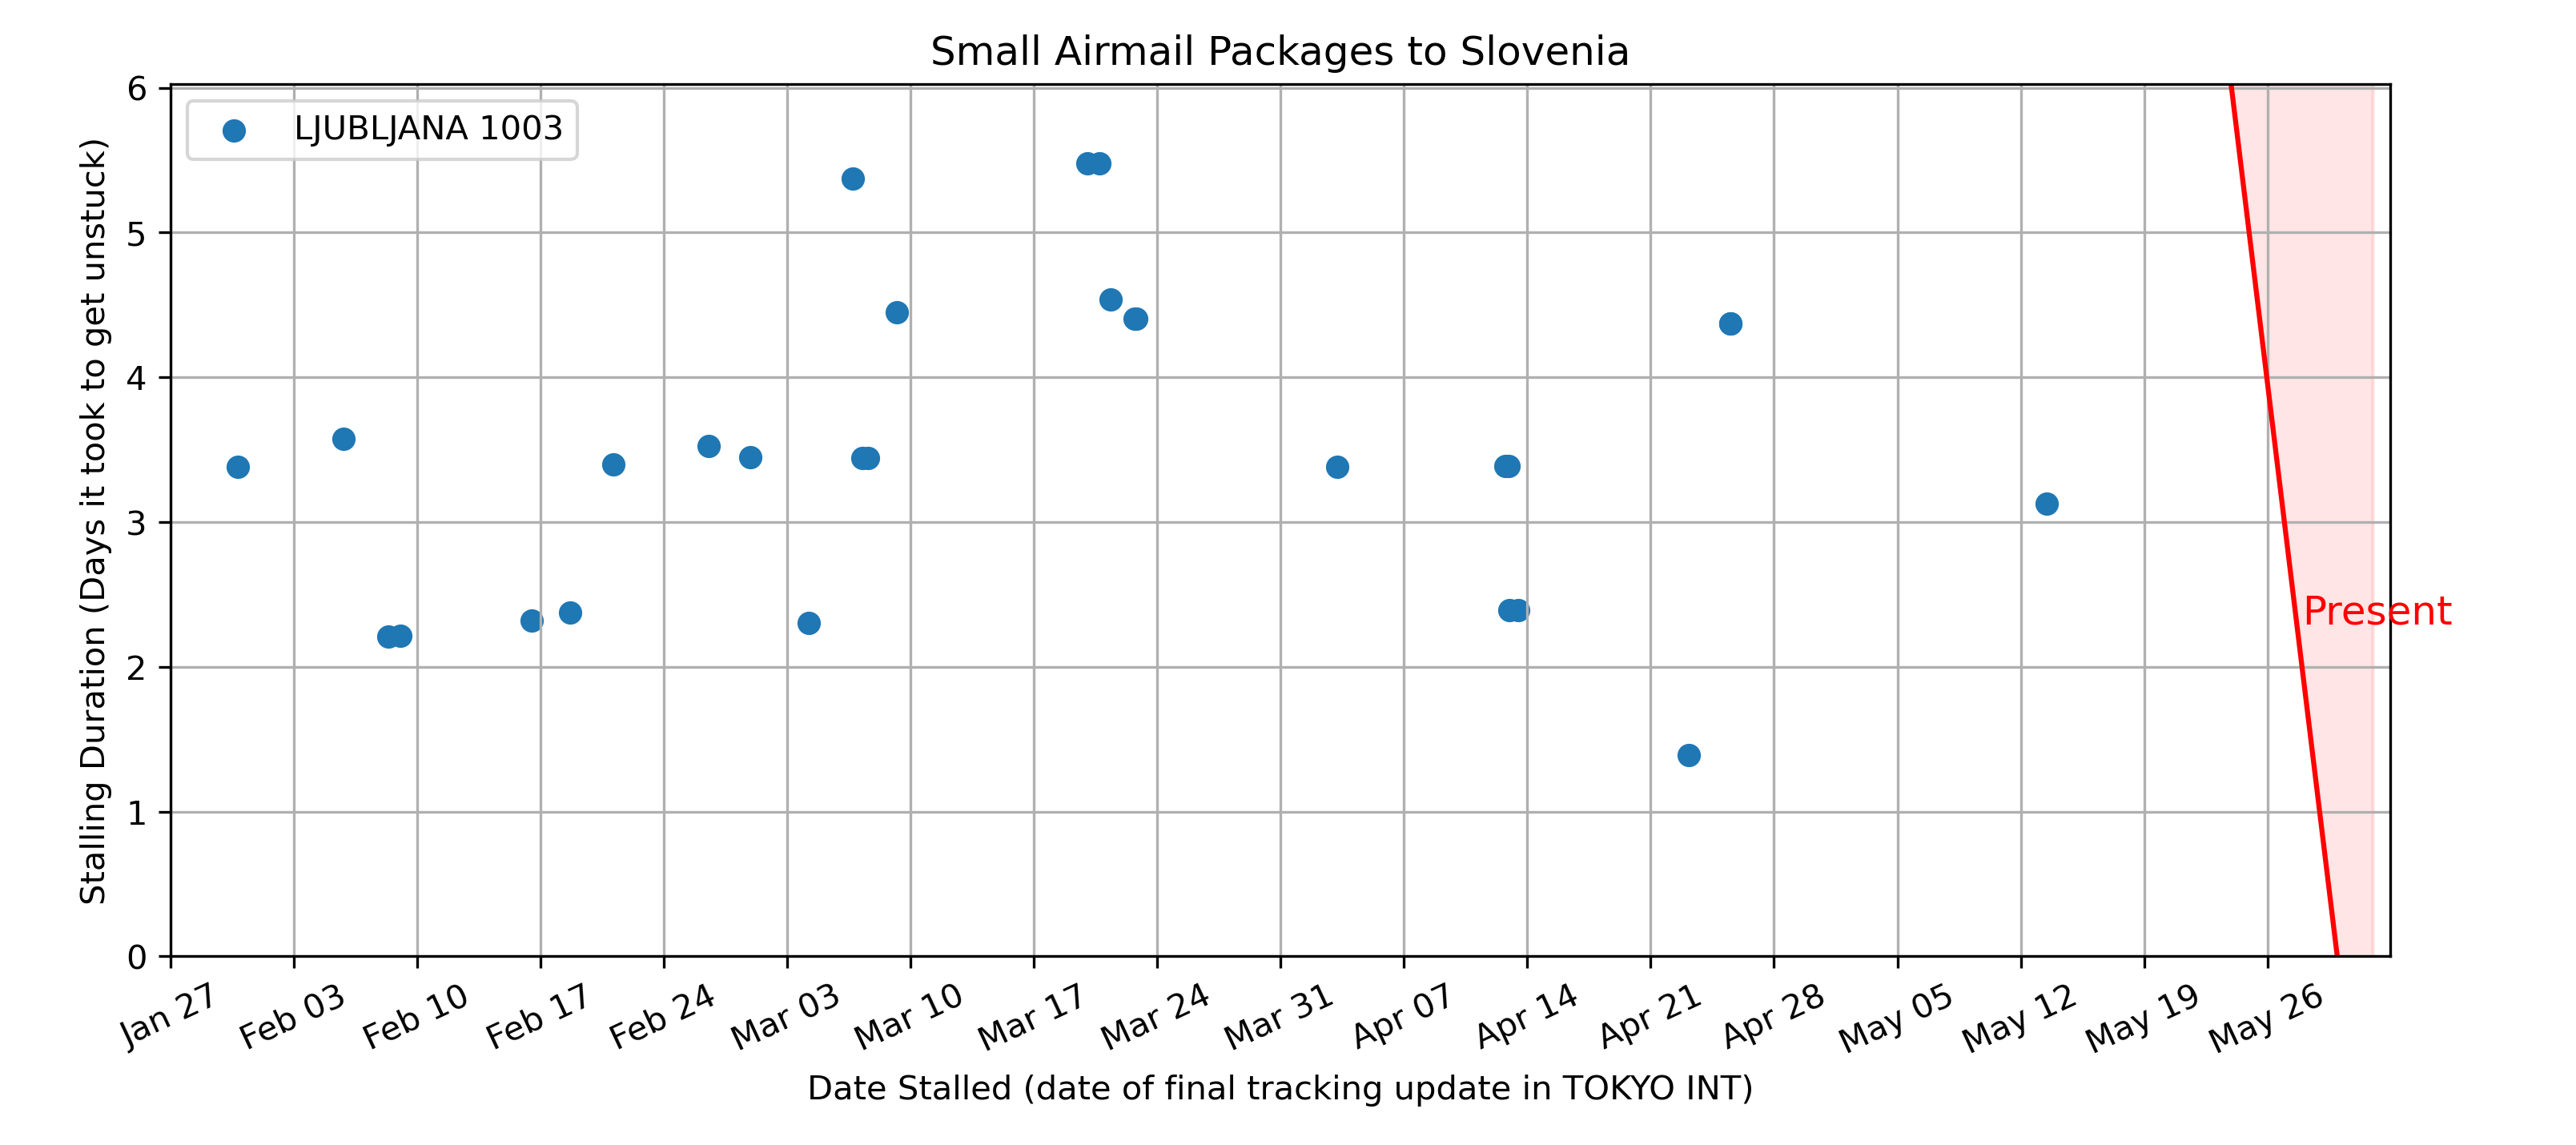 Small Airmail Packages to Slovenia
LJUBLJANA 1003
Stalling Duration (Days it took to get unstuck)
6
5
4
3
2
1
0
Present
Jan 27
Feb 03
Feb 10
Feb 17
Feb 24
Mar 03
Mar 10
Mar 17
Mar 24
Mar 31
Apr 07
Apr 14
Apr 21
Apr 28
May 05
May 12
May 19
May 26
Date Stalled (date of final tracking update in TOKYO INT)